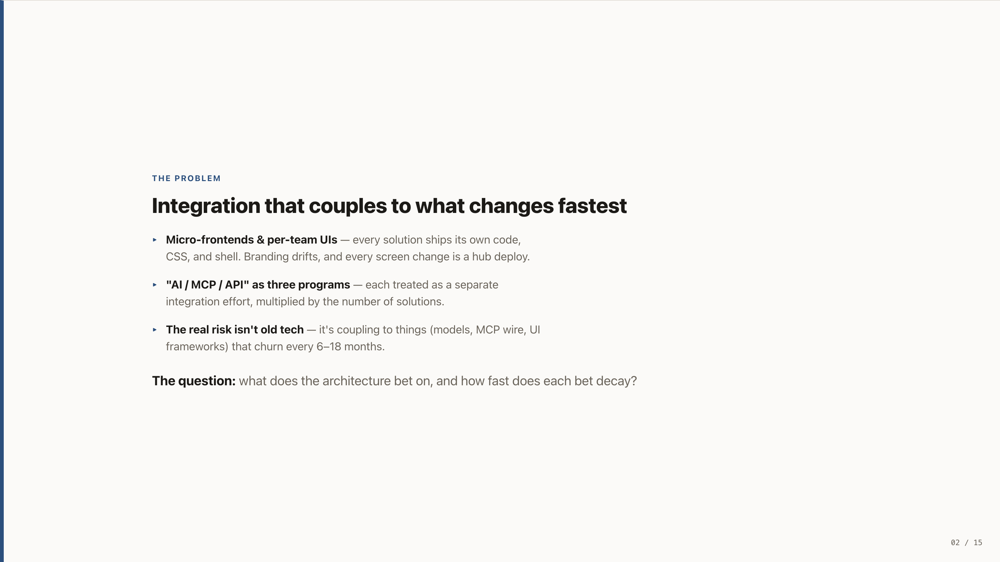 THE PROBLEM
Integration that couples to what changes fastest
▸ Micro-frontends & per-team UIs — every solution ships its own code,
CSS, and shell. Branding drifts, and every screen change is a hub deploy.
▸ "AI / MCP / API" as three programs — each treated as a separate
integration effort, multiplied by the number of solutions.
▸ The real risk isn't old tech — it's coupling to things (models, MCP wire, UI
frameworks) that churn every 6–18 months.
The question: what does the architecture bet on, and how fast does each bet decay?
02 / 15